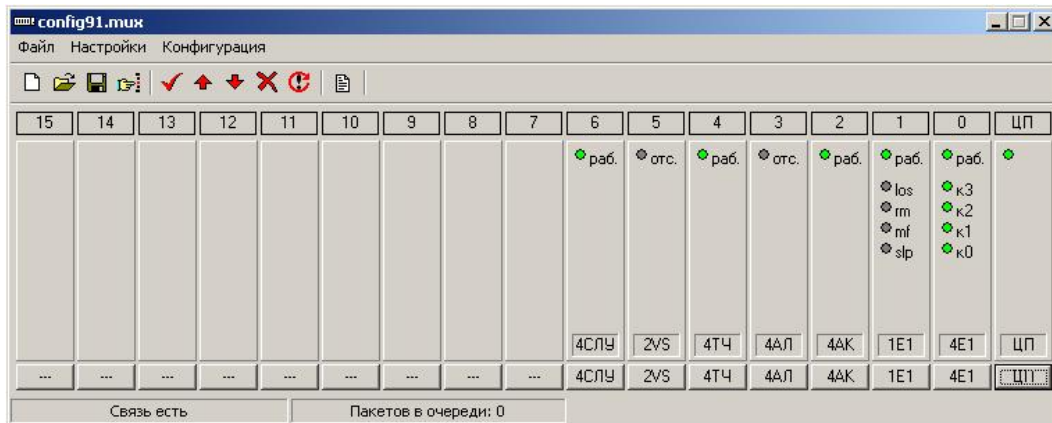 config91.mux
Файл Настройки Конфигурация
15 14 13 12 11 10 9 8 7 6 5 4 3 2 1 0 ЦП
раб. отс. раб. отс. раб. раб. раб.
los к3
rm к2
mf к1
slp к0
4СЛУ 2VS 4ТЧ 4АЛ 4АК 1E1 4E1 ЦП
--- --- --- --- --- --- --- --- --- 4СЛУ 2VS 4ТЧ 4АЛ 4АК 1E1 4E1 ЦП
Связь есть Пакетов в очереди: 0